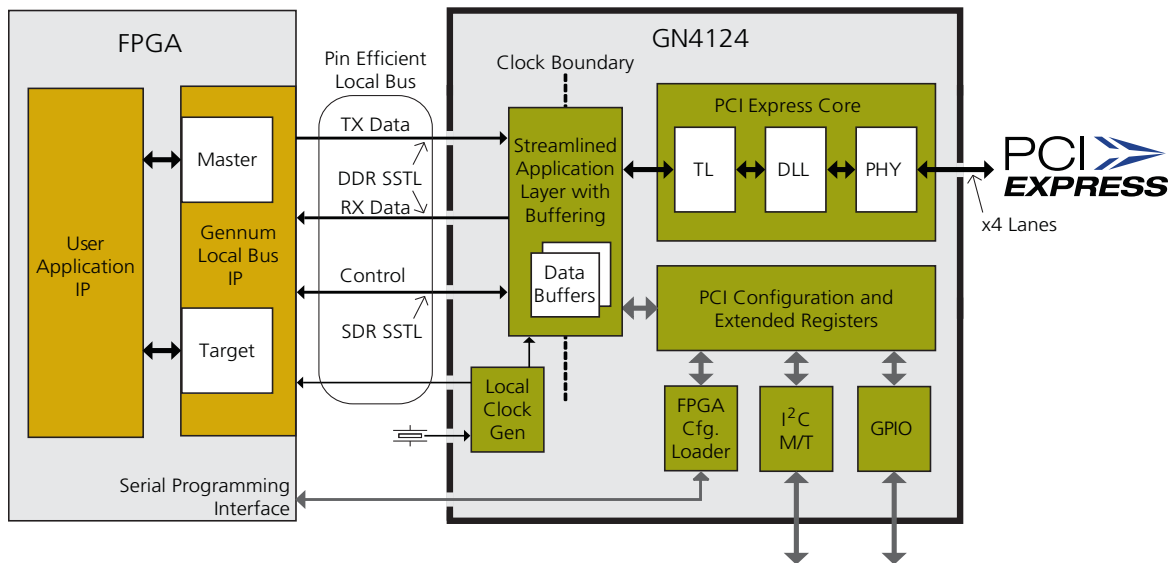 FPGA
GN4124
Pin Efficient
Local Bus
Clock Boundary
PCI Express Core
TX Data
Master
Streamlined
Application
Layer with
Buffering
TL
DLL
PHY
PCI
EXPRESS
DDR SSTL
RX Data
x4 Lanes
User
Application
IP
Gennum
Local Bus
IP
Control
Data
Buffers
PCI Configuration and
Extended Registers
SDR SSTL
Target
Local
Clock
Gen
FPGA
Cfg.
Loader
I²C
M/T
GPIO
Serial Programming
Interface